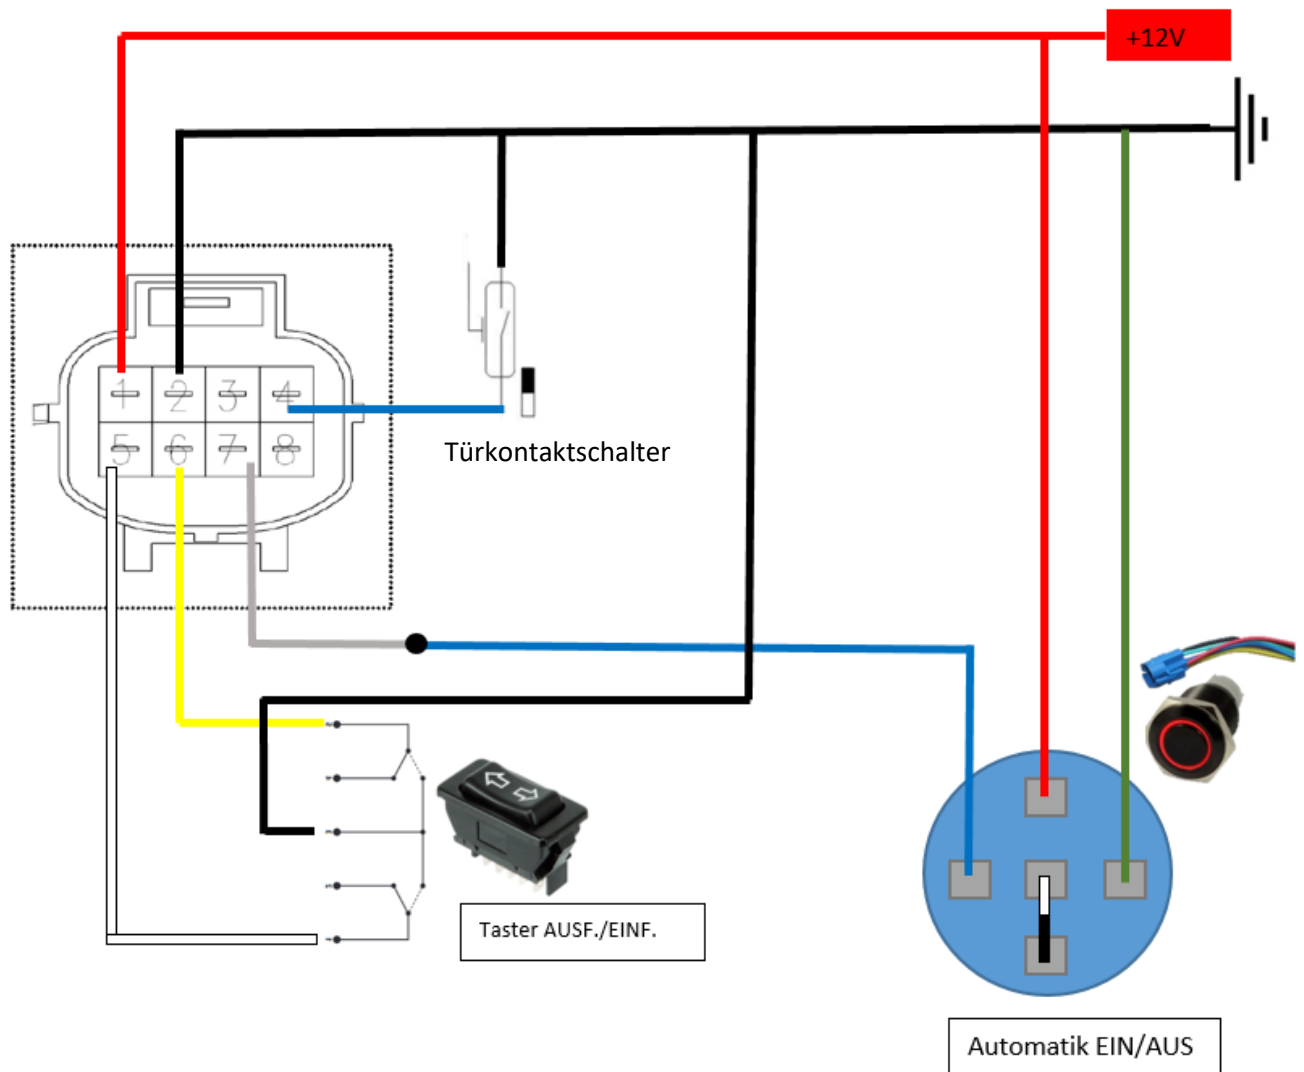 +12V
1 2 3 4
5 6 7 8
Türkontaktschalter
Taster AUSF./EINF.
Automatik EIN/AUS